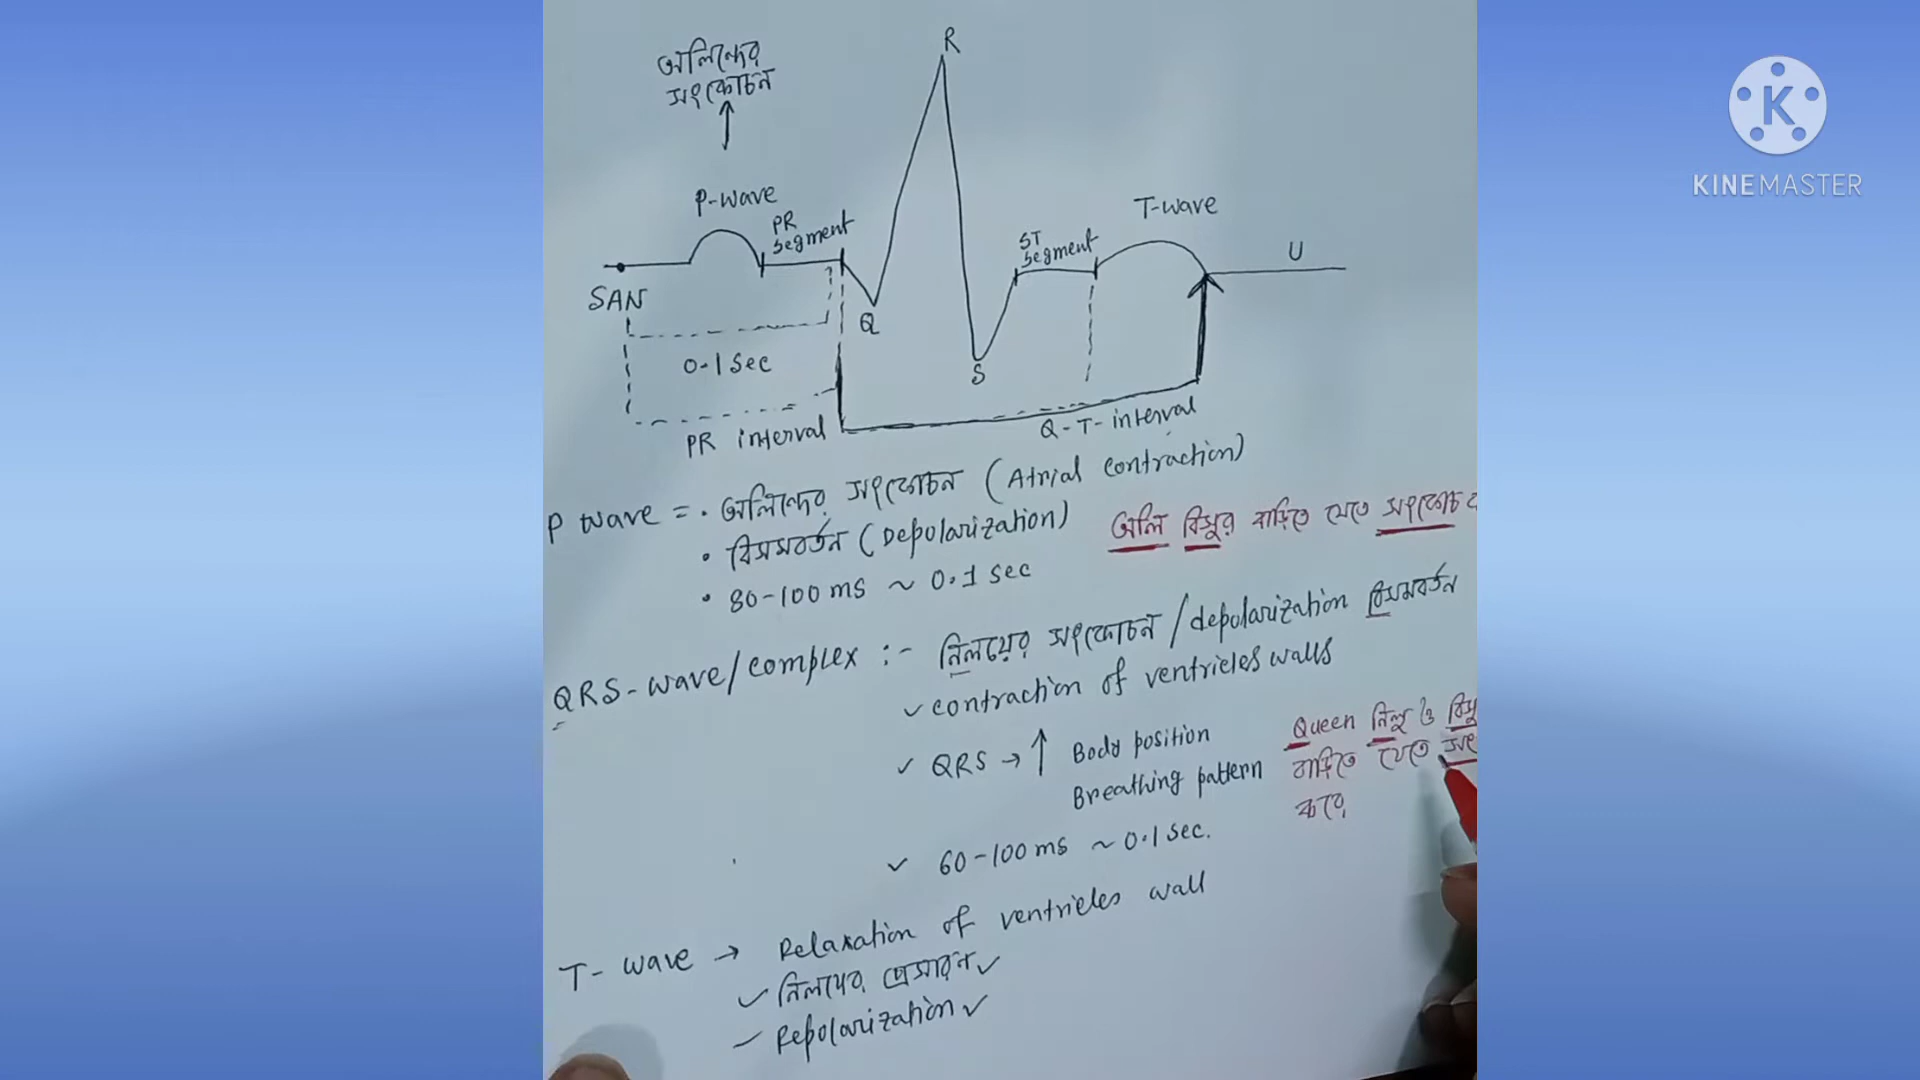 অলিন্দের
সংকোচন
R
P-wave
PR
segment
ST
segment
T-wave
U
SAN
Q
S
0.1 sec
PR interval
Q-T-interval
P wave = • অলিন্দের সংকোচন (Atrial contraction)
• বিসমবর্তন (Depolarization)
• 80-100 ms ~ 0.1 sec
অলি বিসুর বাড়িতে যেতে সংকোচ
QRS-wave/complex :- নিলয়ের সংকোচন/depolarization বিসমবর্তন
✓ contraction of ventricles walls
✓ QRS → ↑ Body position
Breathing pattern
Queen নিলু ও বিসু
বাড়িতে যেতে সং
করে
✓ 60-100 ms ~ 0.1 sec.
T- wave → Relaxation of ventricles wall
✓ নিলয়ের প্রসারন ✓
– Repolarization ✓
K
KINEMASTER